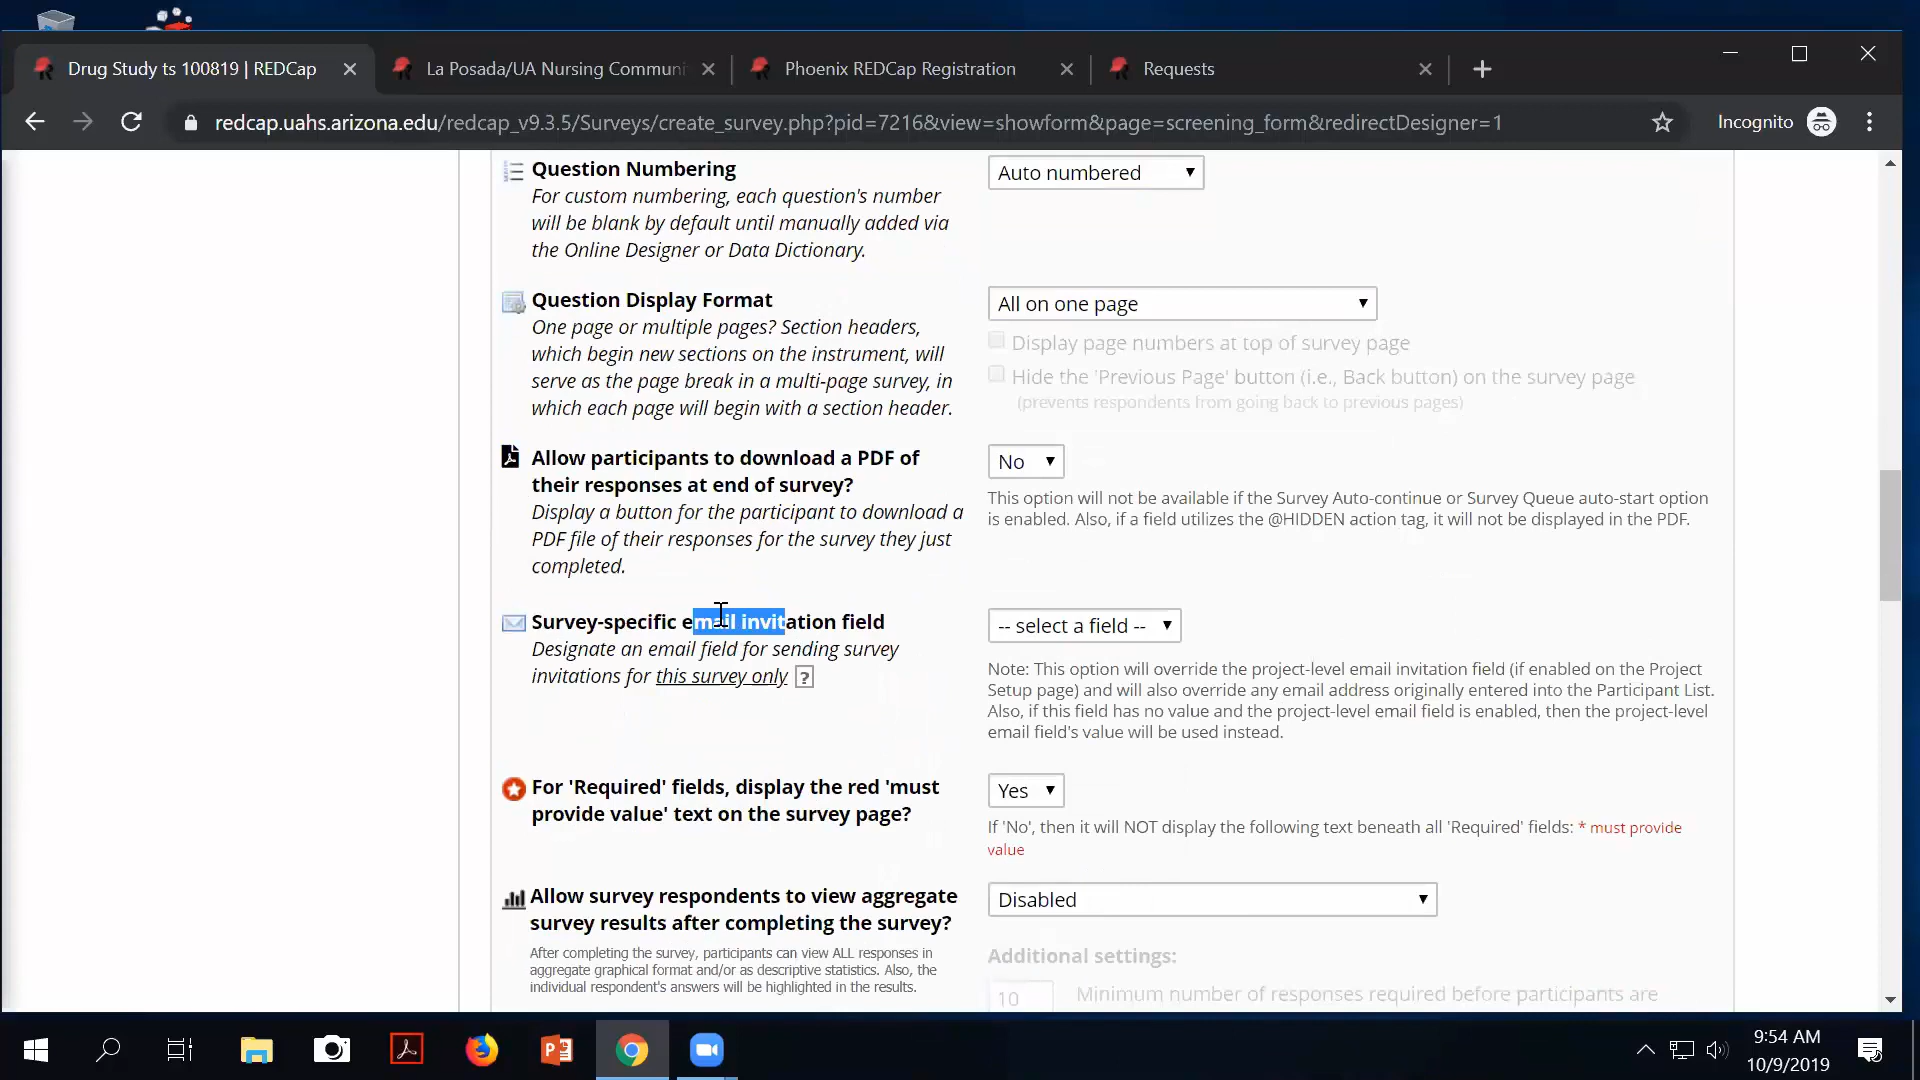 Drug Study ts 100819 | REDCap
La Posada/UA Nursing Communi
Phoenix REDCap Registration
Requests
redcap.uahs.arizona.edu/redcap_v9.3.5/Surveys/create_survey.php?pid=7216&view=showform&page=screening_form&redirectDesigner=1
Incognito
Question Numbering
For custom numbering, each question's number
will be blank by default until manually added via
the Online Designer or Data Dictionary.
Auto numbered
Question Display Format
One page or multiple pages? Section headers,
which begin new sections on the instrument, will
serve as the page break in a multi-page survey, in
which each page will begin with a section header.
All on one page
Display page numbers at top of survey page
Hide the 'Previous Page' button (i.e., Back button) on the survey page
(prevents respondents from going back to previous pages)
Allow participants to download a PDF of
their responses at end of survey?
Display a button for the participant to download a
PDF file of their responses for the survey they just
completed.
No
This option will not be available if the Survey Auto-continue or Survey Queue auto-start option
is enabled. Also, if a field utilizes the @HIDDEN action tag, it will not be displayed in the PDF.
Survey-specific email invitation field
Designate an email field for sending survey
invitations for this survey only ?
-- select a field --
Note: This option will override the project-level email invitation field (if enabled on the Project
Setup page) and will also override any email address originally entered into the Participant List.
Also, if this field has no value and the project-level email field is enabled, then the project-level
email field's value will be used instead.
For 'Required' fields, display the red 'must
provide value' text on the survey page?
Yes
If 'No', then it will NOT display the following text beneath all 'Required' fields: * must provide
value
Allow survey respondents to view aggregate
survey results after completing the survey?
After completing the survey, participants can view ALL responses in
aggregate graphical format and/or as descriptive statistics. Also, the
individual respondent's answers will be highlighted in the results.
Disabled
Additional settings:
10 Minimum number of responses required before participants are
9:54 AM
10/9/2019